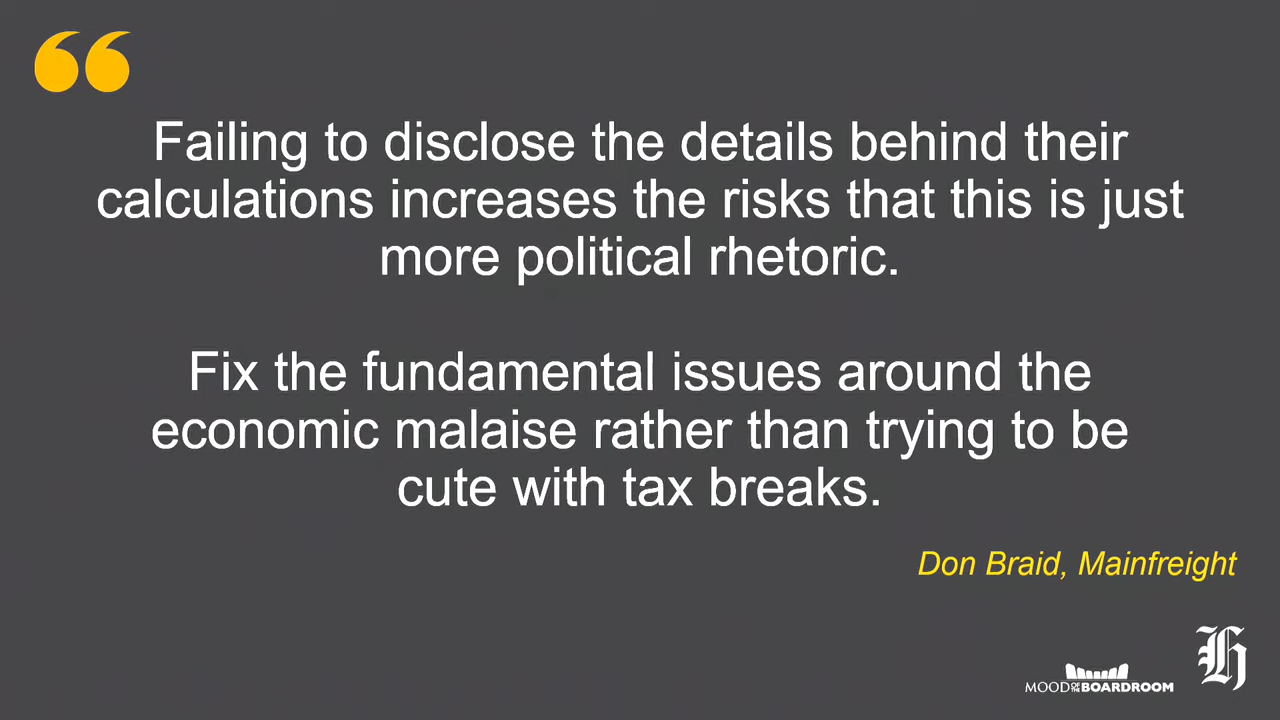 Failing to disclose the details behind their
calculations increases the risks that this is just
more political rhetoric.
Fix the fundamental issues around the
economic malaise rather than trying to be
cute with tax breaks.
Don Braid, Mainfreight
MOOD OF THE BOARDROOM
H